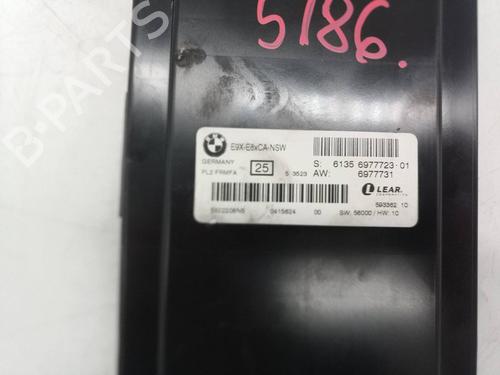 5186.
B-Parts
E9X-E8xCA-NSW
GERMANY 25 S: 6135 6977723-01
PL2 FRMFA S 3523 AW: 6977731
LEAR
593362 10
0415624 00 SW: 56000 / HW: 10